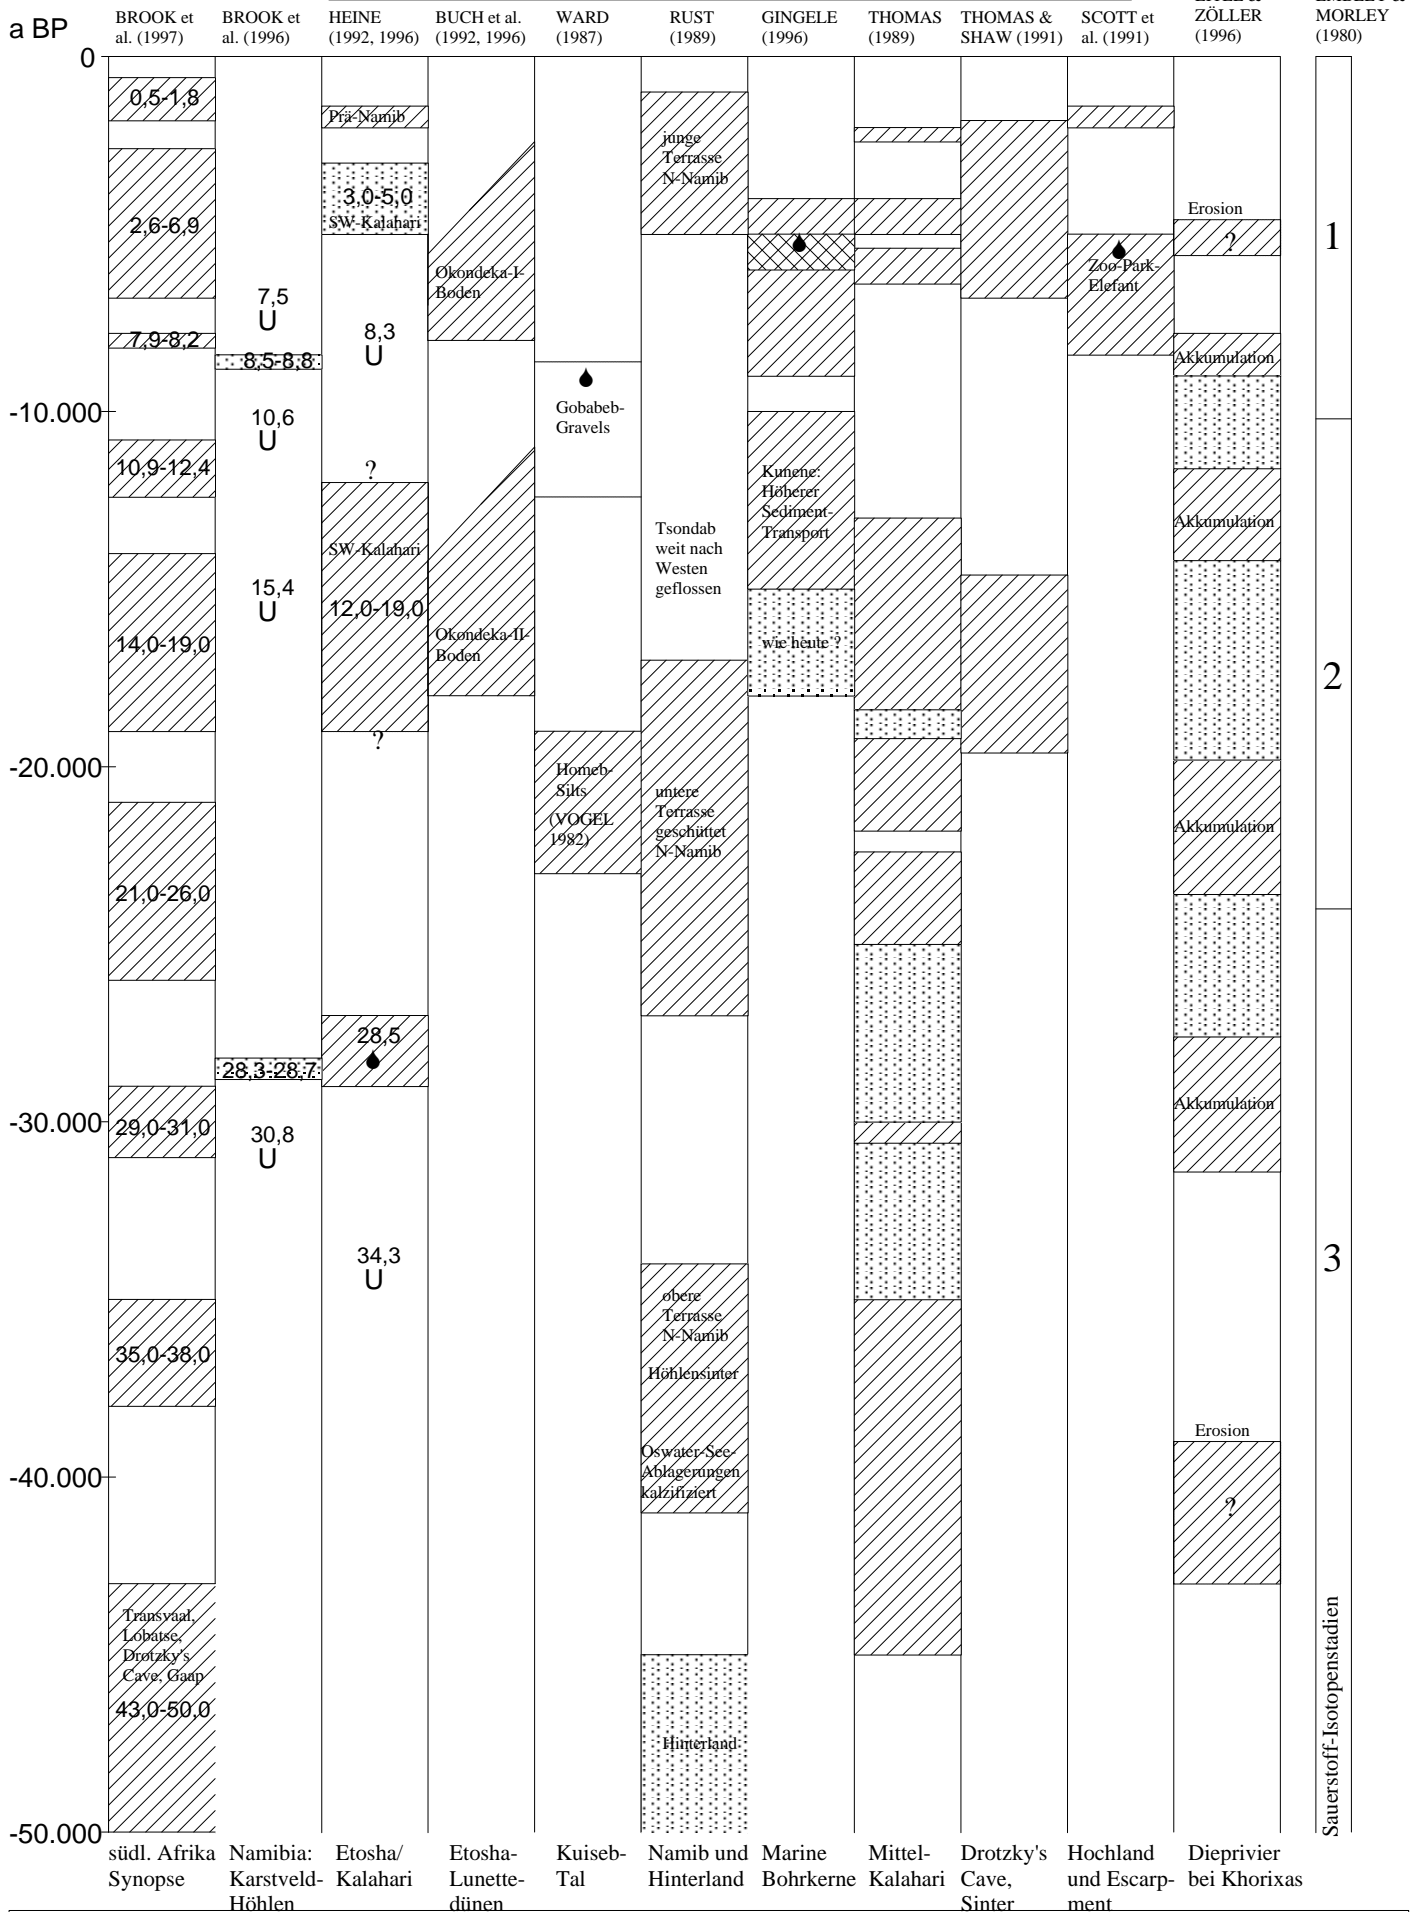 a BP
BROOK et
al. (1997)
BROOK et
al. (1996)
HEINE
(1992, 1996)
BUCH et al.
(1992, 1996)
WARD
(1987)
RUST
(1989)
GINGELE
(1996)
THOMAS
(1989)
THOMAS &
SHAW (1991)
SCOTT et
al. (1991)
ZÖLLER
(1996)
MORLEY
(1980)
0
-10.000
-20.000
-30.000
-40.000
-50.000
0,5-1,8
2,6-6,9
7,9-8,2
10,9-12,4
14,0-19,0
21,0-26,0
29,0-31,0
35,0-38,0
Transvaal,
Lobatse,
Drotzky's
Cave, Gaap
43,0-50,0
7,5
U
8,5-8,8
10,6
U
15,4
U
28,3-28,7
30,8
U
Prä-Namib
3,0-5,0
SW-Kalahari
8,3
U
?
SW-Kalahari
12,0-19,0
?
28,5
34,3
U
Okondeka-I-
Boden
Okondeka-II-
Boden
Gobabeb-
Gravels
Homeb-
Silts
(VOGEL
1982)
junge
Terrasse
N-Namib
Tsondab
weit nach
Westen
geflossen
untere
Terrasse
geschüttet
N-Namib
obere
Terrasse
N-Namib
Höhlensinter
Oswater-See-
Ablagerungen
kalzifiziert
Hinterland
Kunene:
Höherer
Sediment-
Transport
wie heute ?
Zoo-Park-
Elefant
Erosion
?
Akkumulation
Akkumulation
Akkumulation
Akkumulation
Erosion
?
1
2
3
Sauerstoff-Isotopenstadien
südl. Afrika
Synopse
Namibia:
Karstveld-
Höhlen
Etosha/
Kalahari
Etosha-
Lunette-
dünen
Kuiseb-
Tal
Namib und
Hinterland
Marine
Bohrkerne
Mittel-
Kalahari
Drotzky's
Cave,
Sinter
Hochland
und Escarp-
ment
Dieprivier
bei Khorixas